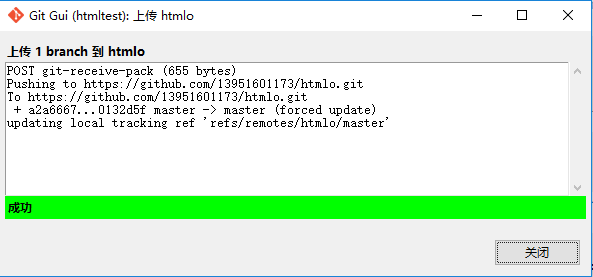 Git Gui (htmltest): 上传 htmlo
上传 1 branch 到 htmlo
POST git-receive-pack (655 bytes)
Pushing to https://github.com/13951601173/htmlo.git
To https://github.com/13951601173/htmlo.git
 + a2a6667...0132d5f master -> master (forced update)
updating local tracking ref 'refs/remotes/htmlo/master'
成功
关闭